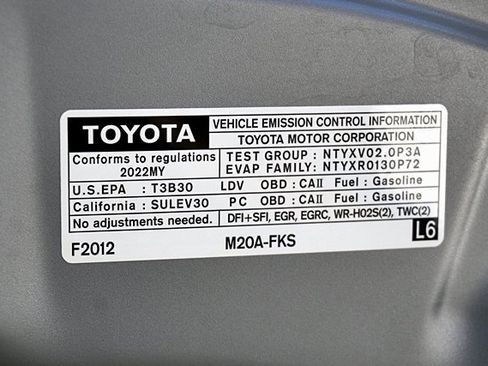 TOYOTA VEHICLE EMISSION CONTROL INFORMATION
TOYOTA MOTOR CORPORATION
Conforms to regulations TEST GROUP : NTYXV02.0P3A
2022MY EVAP FAMILY: NTYXR0130P72
U.S.EPA : T3B30 LDV OBD : CAII Fuel : Gasoline
California : SULEV30 PC OBD : CAII Fuel : Gasoline
No adjustments needed. DFI+SFI, EGR, EGRC, WR-HO2S(2), TWC(2)
F2012 M20A-FKS L6